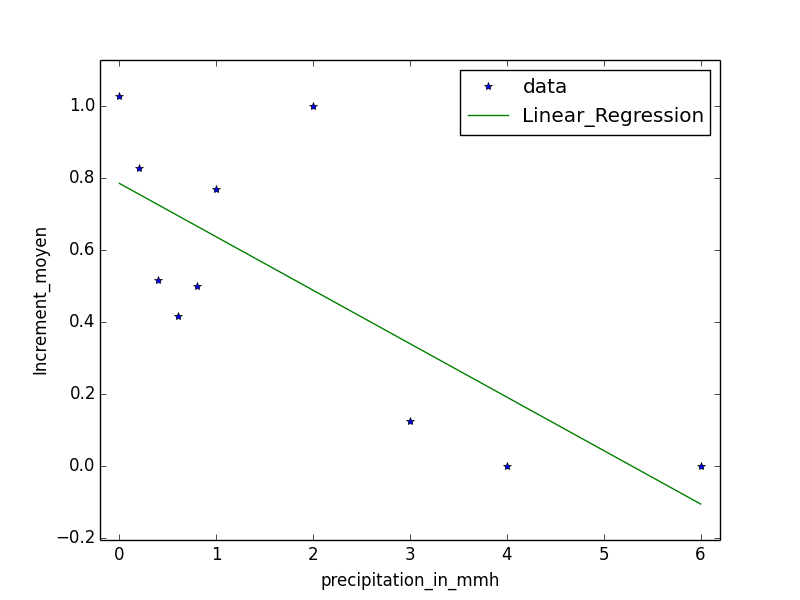 data
Linear_Regression
1.0
0.8
0.6
0.4
0.2
0.0
−0.2
Increment_moyen
0 1 2 3 4 5 6
precipitation_in_mmh